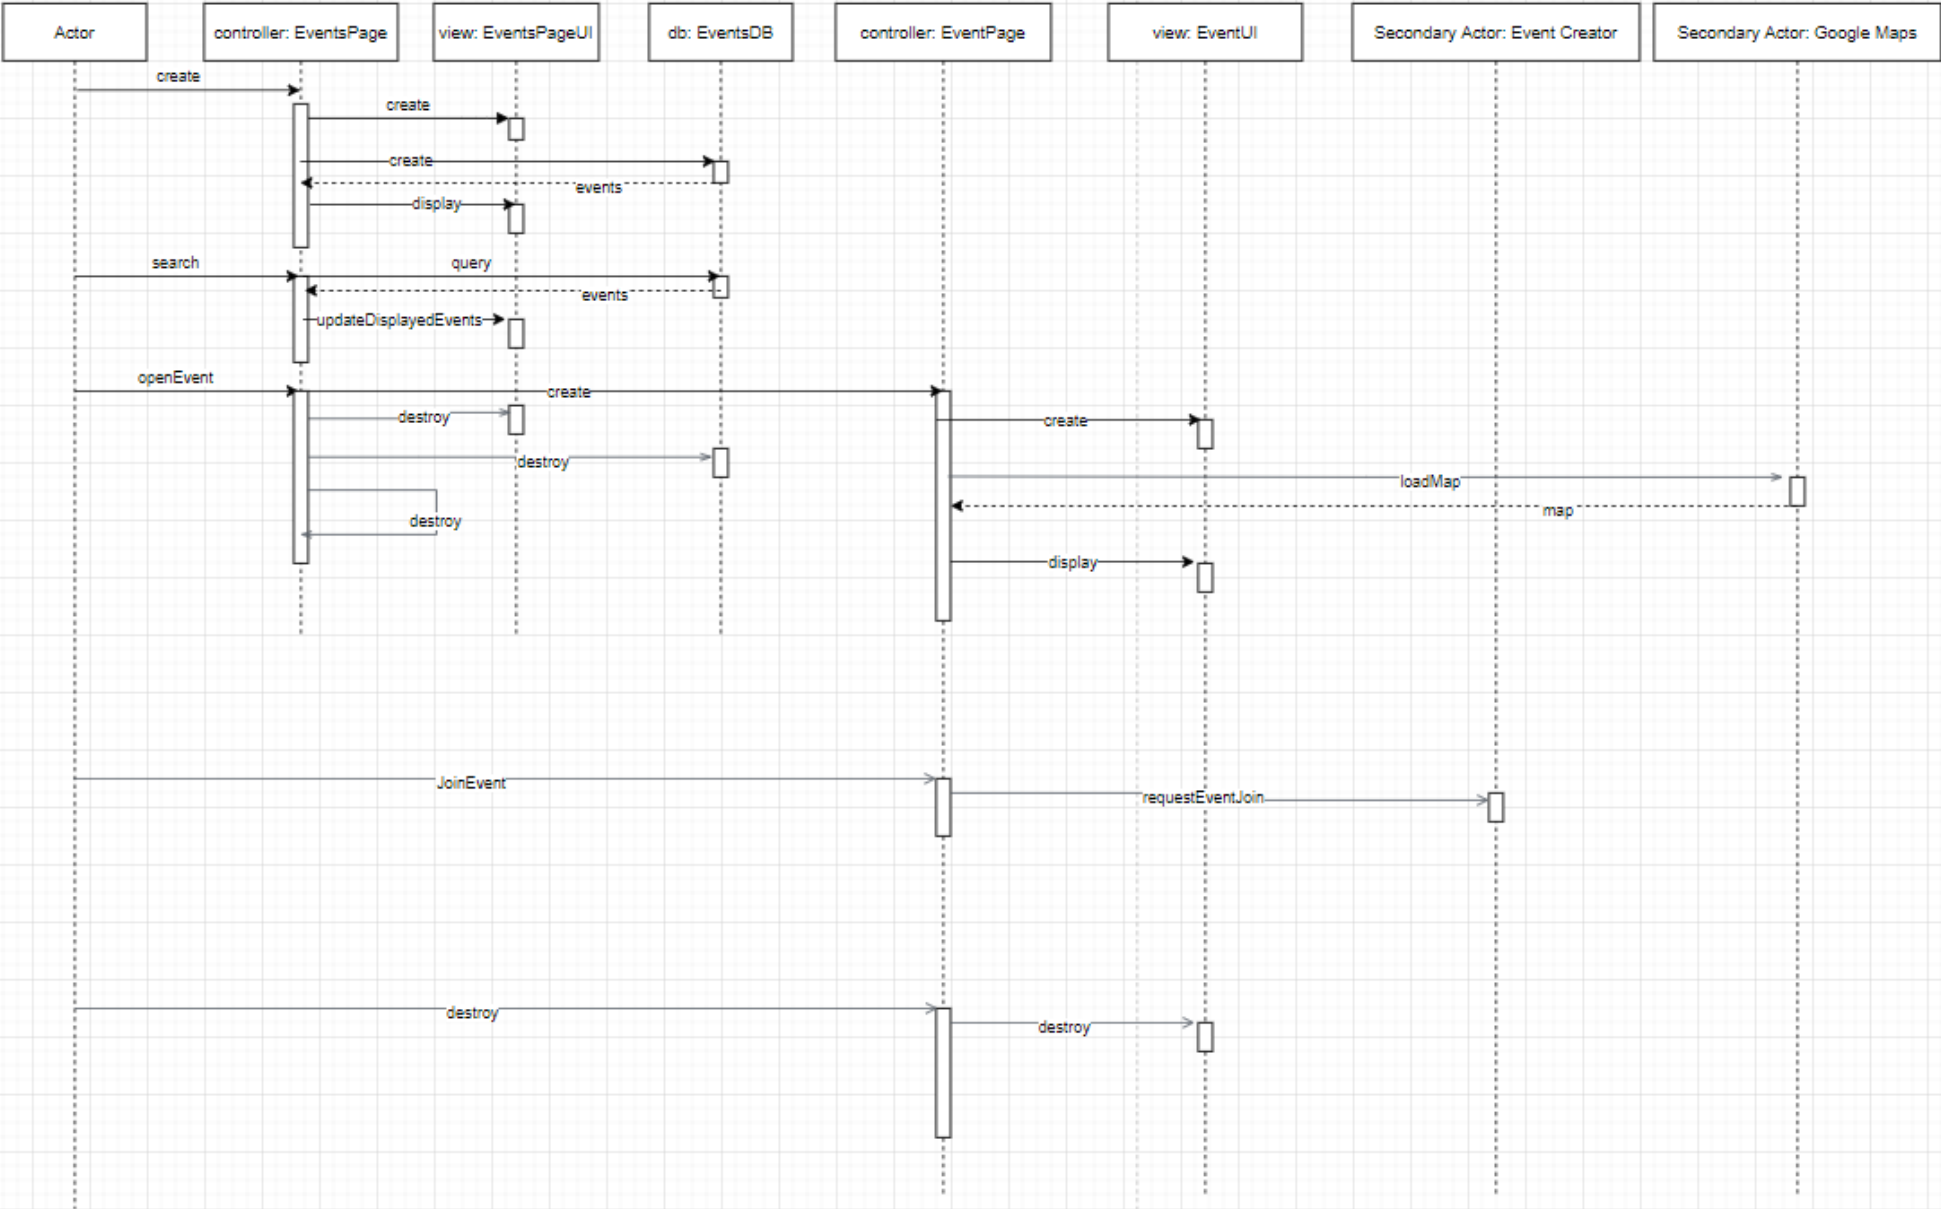 Actor
controller: EventsPage
view: EventsPageUI
db: EventsDB
controller: EventPage
view: EventUI
Secondary Actor: Event Creator
Secondary Actor: Google Maps
create
create
create
events
display
search
query
events
updateDisplayedEvents
openEvent
create
destroy
create
destroy
loadMap
map
destroy
display
JoinEvent
requestEventJoin
destroy
destroy